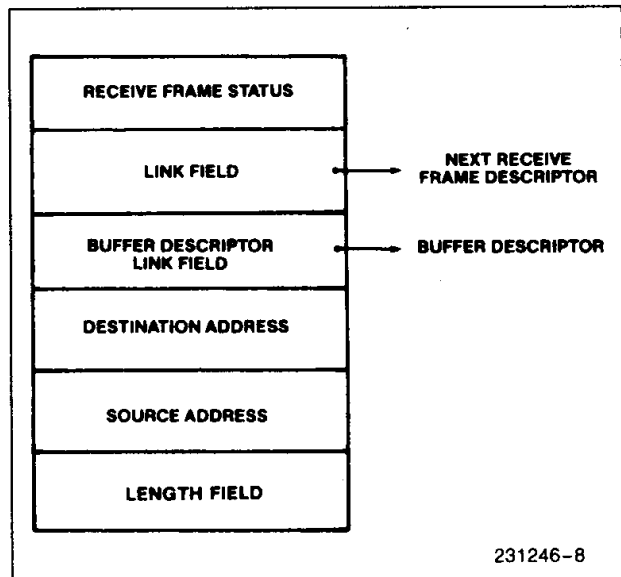 RECEIVE FRAME STATUS
LINK FIELD
NEXT RECEIVE
FRAME DESCRIPTOR
BUFFER DESCRIPTOR
LINK FIELD
BUFFER DESCRIPTOR
DESTINATION ADDRESS
SOURCE ADDRESS
LENGTH FIELD
231246-8